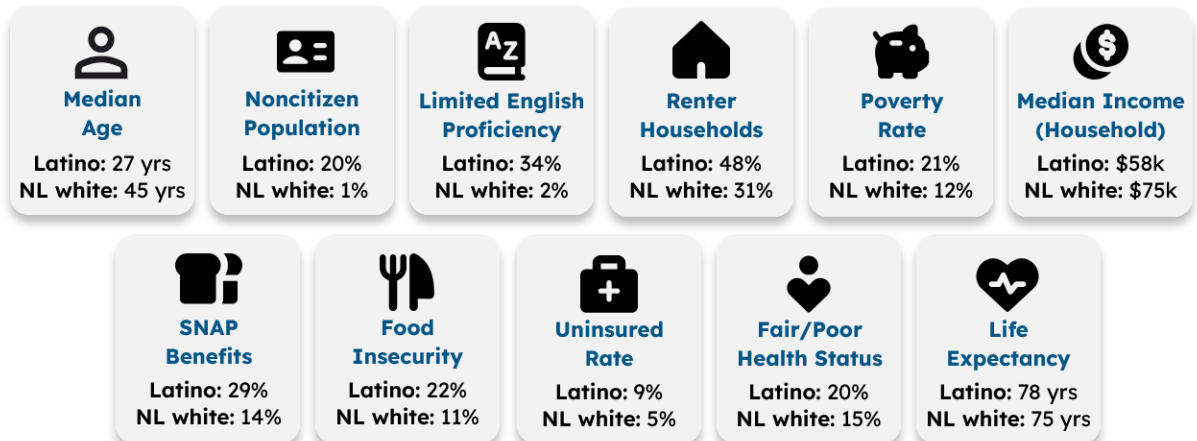 Median
Age
Latino: 27 yrs
NL white: 45 yrs
Noncitizen
Population
Latino: 20%
NL white: 1%
AZ
Limited English
Proficiency
Latino: 34%
NL white: 2%
Renter
Households
Latino: 48%
NL white: 31%
Poverty
Rate
Latino: 21%
NL white: 12%
$
Median Income
(Household)
Latino: $58k
NL white: $75k
SNAP
Benefits
Latino: 29%
NL white: 14%
Food
Insecurity
Latino: 22%
NL white: 11%
Uninsured
Rate
Latino: 9%
NL white: 5%
Fair/Poor
Health Status
Latino: 20%
NL white: 15%
Life
Expectancy
Latino: 78 yrs
NL white: 75 yrs